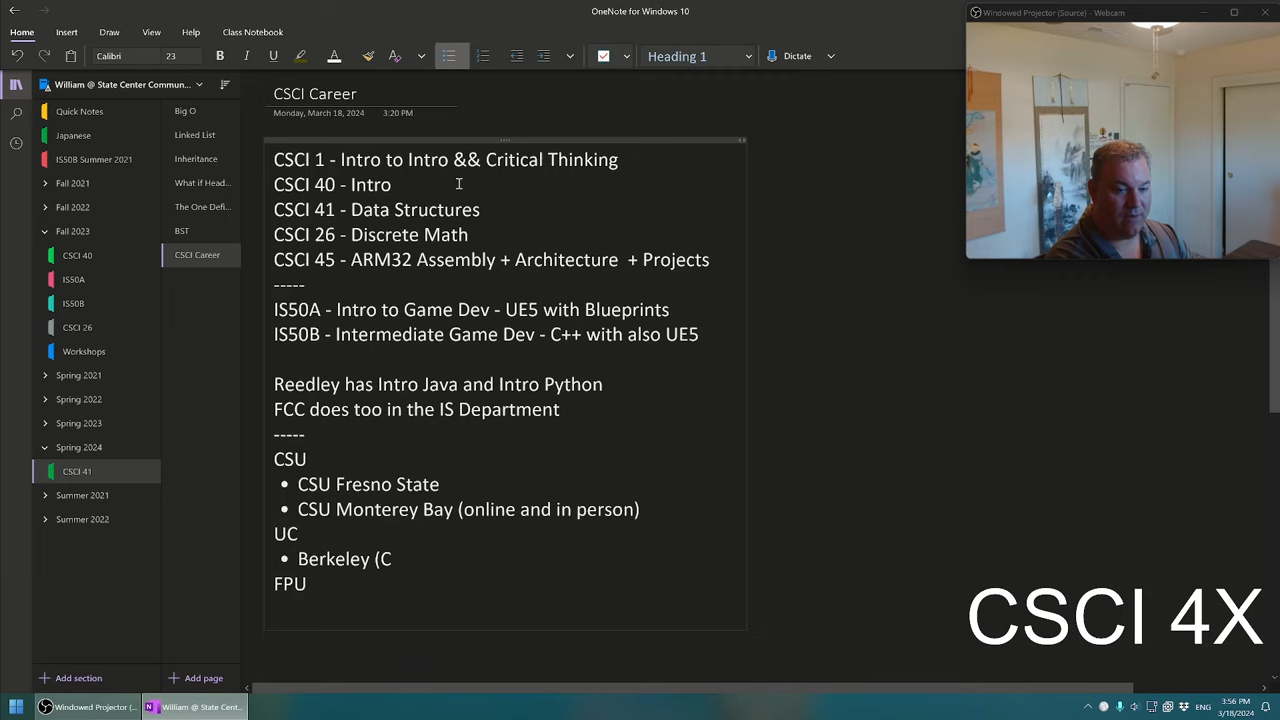 OneNote for Windows 10
Windowed Projector (Source) - Webcam
Home Insert Draw View Help Class Notebook
Calibri 23 B I U A Heading 1 Dictate
William @ State Center Commun...
Quick Notes
Japanese
IS50B Summer 2021
Fall 2021
Fall 2022
Fall 2023
CSCI 40
IS50A
IS50B
CSCI 26
Workshops
Spring 2021
Spring 2022
Spring 2023
Spring 2024
CSCI 41
Summer 2021
Summer 2022
Add section
Big O
Linked List
Inheritance
What if Head...
The One Defi...
BST
CSCI Career
Add page
CSCI Career
Monday, March 18, 2024 3:20 PM
CSCI 1 - Intro to Intro && Critical Thinking
CSCI 40 - Intro
CSCI 41 - Data Structures
CSCI 26 - Discrete Math
CSCI 45 - ARM32 Assembly + Architecture + Projects
-----
IS50A - Intro to Game Dev - UE5 with Blueprints
IS50B - Intermediate Game Dev - C++ with also UE5
Reedley has Intro Java and Intro Python
FCC does too in the IS Department
-----
CSU
• CSU Fresno State
• CSU Monterey Bay (online and in person)
UC
• Berkeley (C
FPU
CSCI 4X
Windowed Projector (...
William @ State Cent...
ENG
3:56 PM
3/18/2024